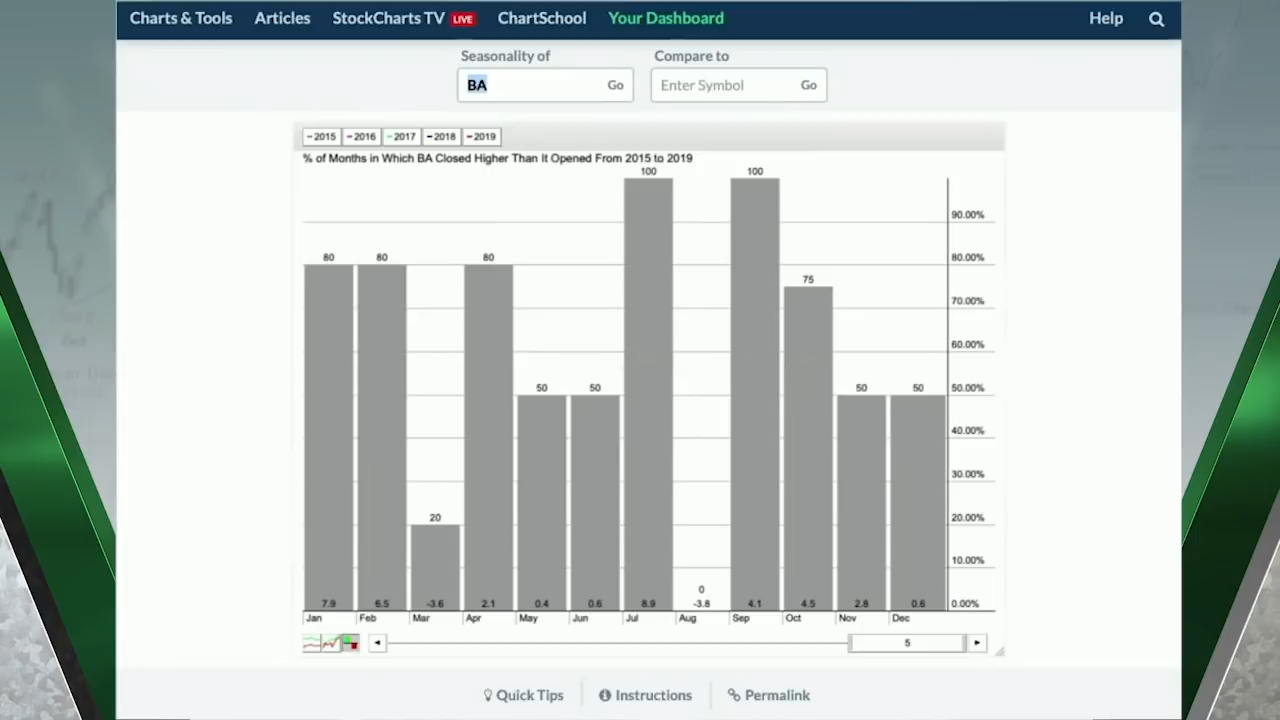 Charts & Tools Articles StockCharts TV LIVE ChartSchool Your Dashboard Help
Seasonality of Compare to
BA Go Enter Symbol Go
2015 2016 2017 2018 2019
% of Months in Which BA Closed Higher Than It Opened From 2015 to 2019
100 100
90.00%
80 80 80 80.00%
75
70.00%
60.00%
50 50 50 50 50.00%
40.00%
30.00%
20 20.00%
10.00%
0
7.9 6.5 -3.6 2.1 0.4 0.6 8.9 -3.8 4.1 4.5 2.8 0.6 0.00%
Jan Feb Mar Apr May Jun Jul Aug Sep Oct Nov Dec
5
Quick Tips Instructions Permalink